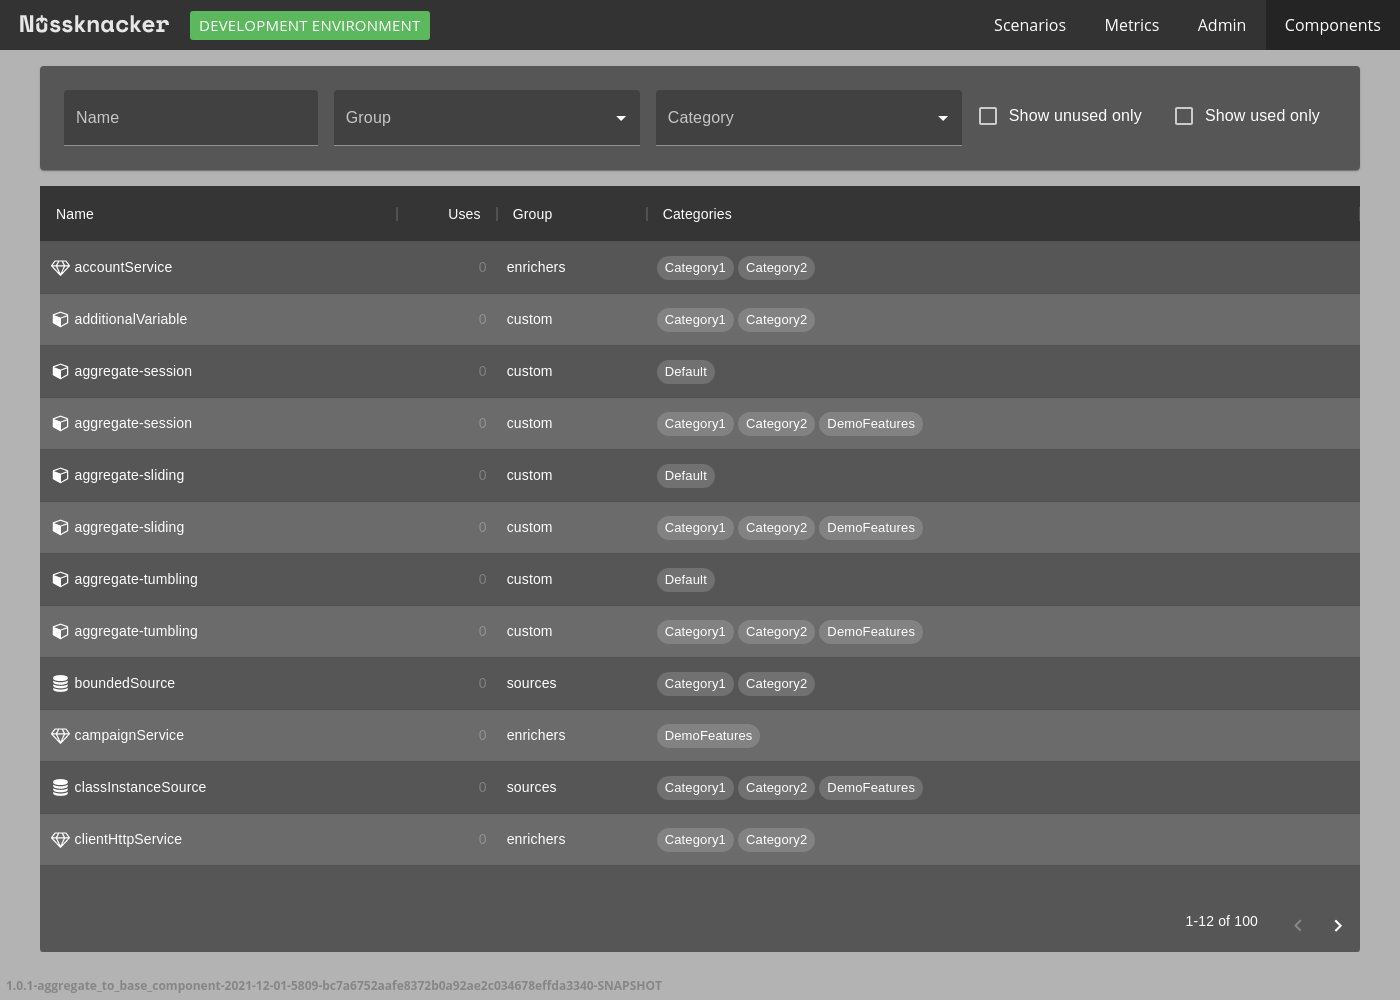 Nussknacker DEVELOPMENT ENVIRONMENT Scenarios Metrics Admin Components
Name Group Category Show unused only Show used only
Name Uses Group Categories
accountService 0 enrichers Category1 Category2
additionalVariable 0 custom Category1 Category2
aggregate-session 0 custom Default
aggregate-session 0 custom Category1 Category2 DemoFeatures
aggregate-sliding 0 custom Default
aggregate-sliding 0 custom Category1 Category2 DemoFeatures
aggregate-tumbling 0 custom Default
aggregate-tumbling 0 custom Category1 Category2 DemoFeatures
boundedSource 0 sources Category1 Category2
campaignService 0 enrichers DemoFeatures
classInstanceSource 0 sources Category1 Category2 DemoFeatures
clientHttpService 0 enrichers Category1 Category2
1-12 of 100
1.0.1-aggregate_to_base_component-2021-12-01-5809-bc7a6752aafe8372b0a92ae2c034678effda3340-SNAPSHOT